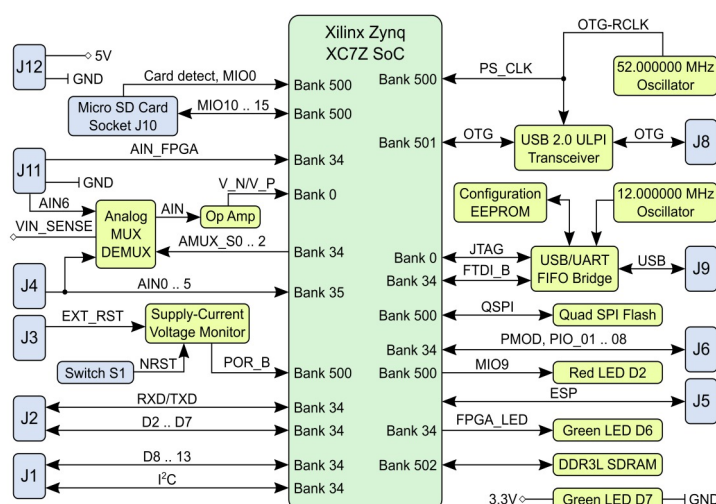 Xilinx Zynq
XC7Z SoC
J12
5V
GND
Card detect, MIO0
Bank 500
Micro SD Card
Socket J10
MIO10 .. 15
Bank 500
J11
AIN_FPGA
Bank 34
GND
AIN6
V_N/V_P
Bank 0
VIN_SENSE
Analog
MUX
DEMUX
AIN
Op Amp
AMUX_S0 .. 2
Bank 34
J4
AIN0 .. 5
Bank 35
J3
EXT_RST
Supply-Current
Voltage Monitor
Switch S1
NRST
POR_B
Bank 500
J2
RXD/TXD
Bank 34
D2 .. D7
Bank 34
J1
D8 .. 13
Bank 34
I²C
Bank 34
OTG-RCLK
Bank 500
PS_CLK
52.000000 MHz
Oscillator
Bank 501
OTG
USB 2.0 ULPI
Transceiver
OTG
J8
Configuration
EEPROM
12.000000 MHz
Oscillator
Bank 0
JTAG
Bank 34
FTDI_B
USB/UART
FIFO Bridge
USB
J9
Bank 500
QSPI
Quad SPI Flash
Bank 34
PMOD, PIO_01 .. 08
J6
Bank 500
MIO9
Red LED D2
ESP
J5
Bank 34
FPGA_LED
Green LED D6
Bank 502
DDR3L SDRAM
3.3V
Green LED D7
GND